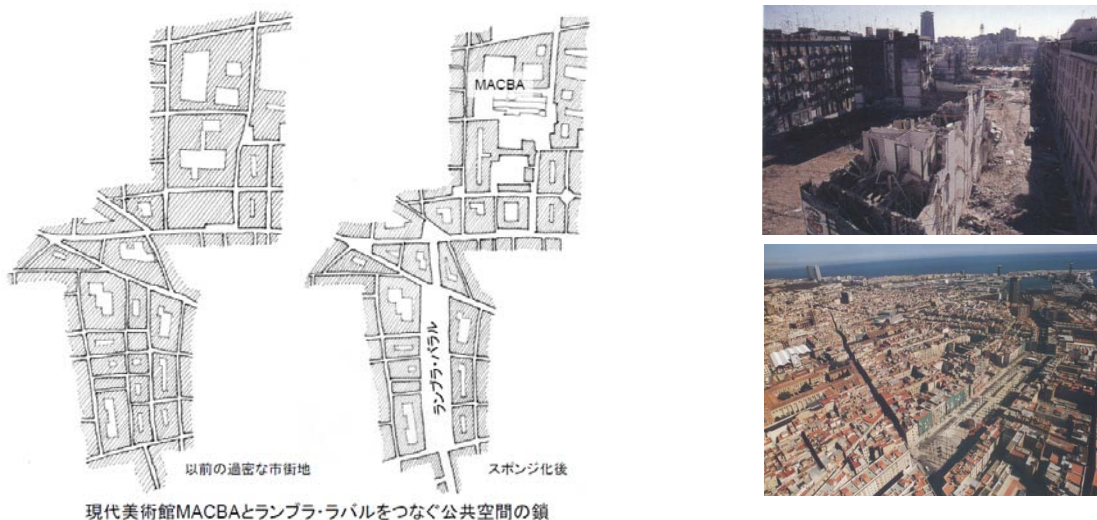 MACBA
ランブラ・パラル
以前の過密な市街地
スポンジ化後
現代美術館MACBAとランブラ・ラバルをつなぐ公共空間の鎖